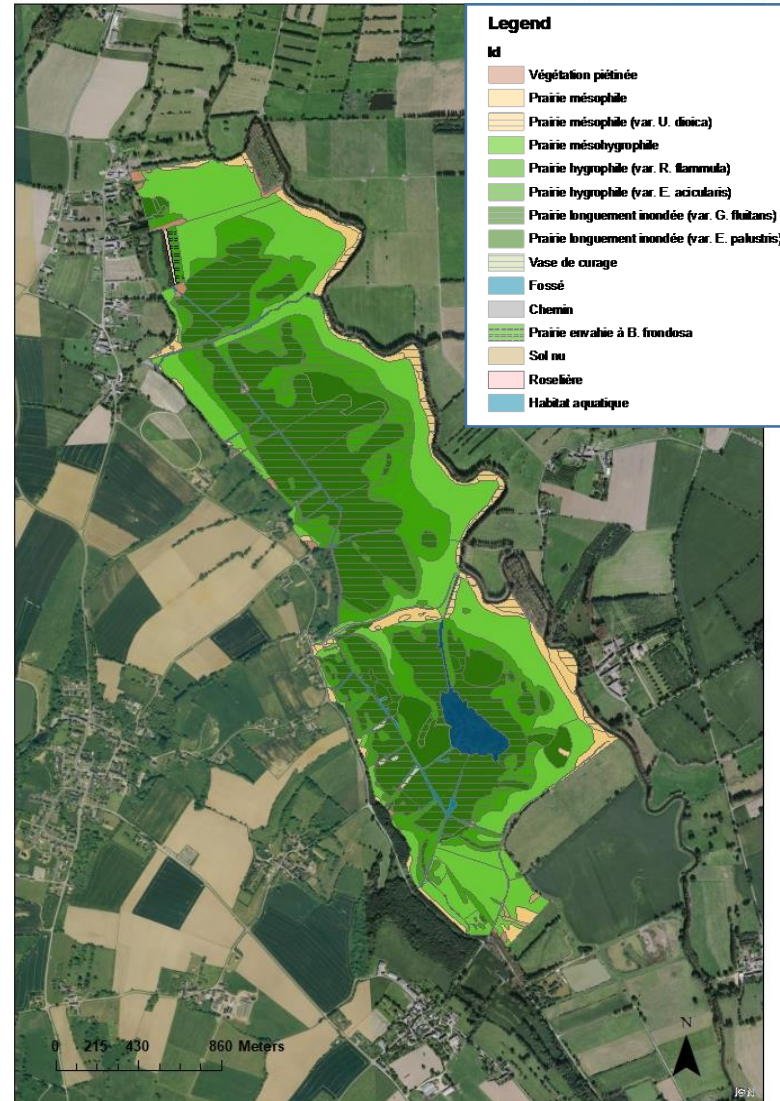 Legend
Id
Végétation piétinée
Prairie mésophile
Prairie mésophile (var. U. dioica)
Prairie mésohygrophile
Prairie hygrophile (var. R. flammula)
Prairie hygrophile (var. E. acicularis)
Prairie longuement inondée (var. G. fluitans)
Prairie longuement inondée (var. E. palustris)
Vase de curage
Fossé
Chemin
Prairie envahie à B. frondosa
Sol nu
Roselière
Habitat aquatique
0 215 430 860 Meters
N